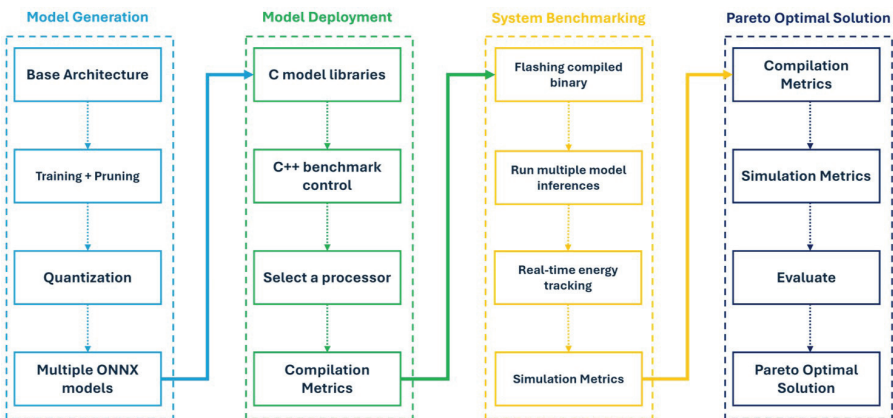 Model Generation
Base Architecture
Training + Pruning
Quantization
Multiple ONNX
models
Model Deployment
C model libraries
C++ benchmark
control
Select a processor
Compilation
Metrics
System Benchmarking
Flashing compiled
binary
Run multiple model
inferences
Real-time energy
tracking
Simulation Metrics
Pareto Optimal Solution
Compilation
Metrics
Simulation Metrics
Evaluate
Pareto Optimal
Solution